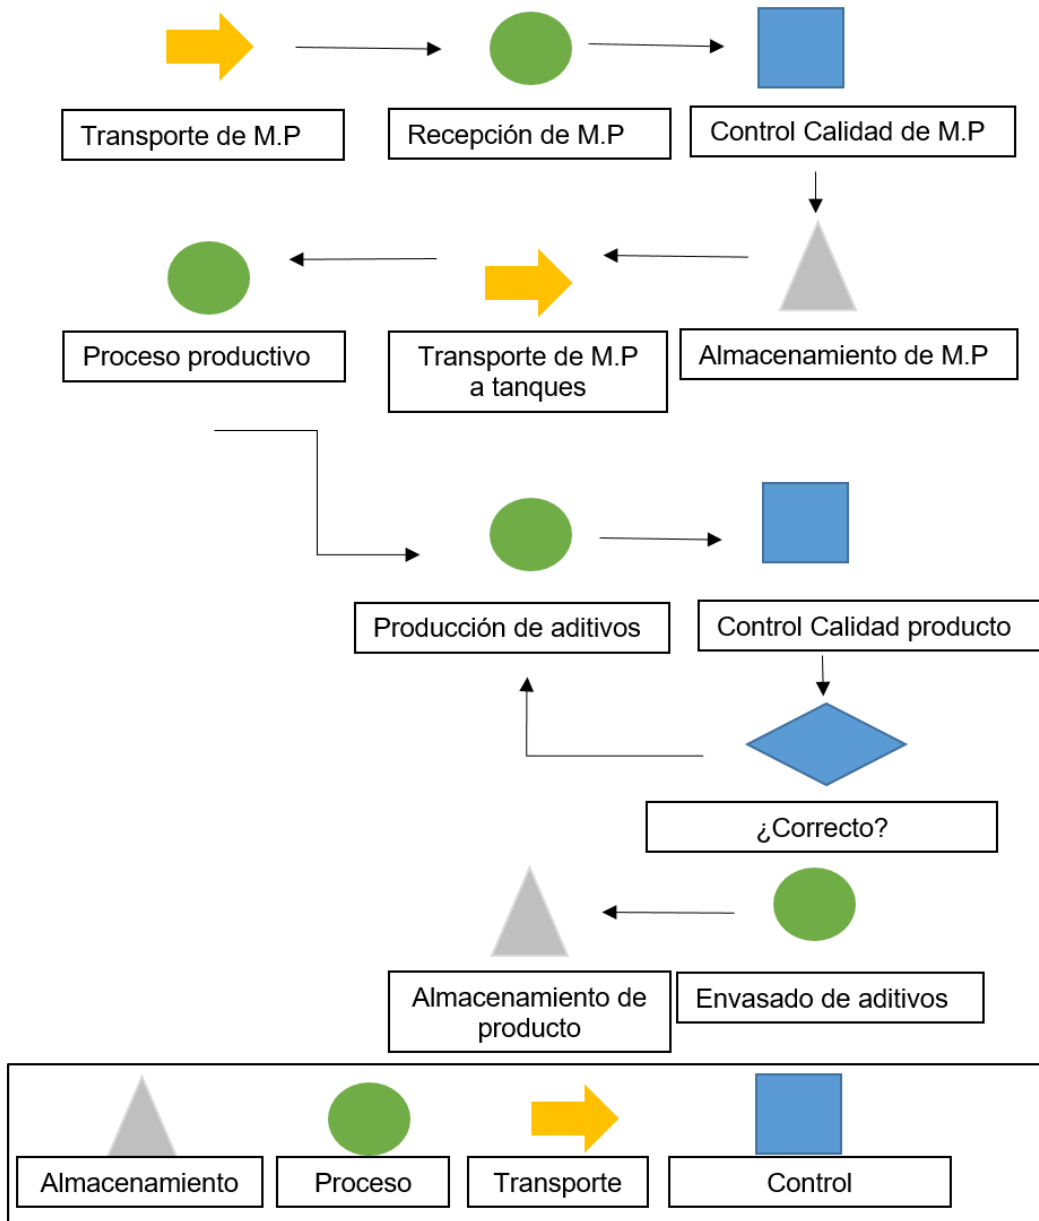 Transporte de M.P
Recepción de M.P
Control Calidad de M.P
Proceso productivo
Transporte de M.P
a tanques
Almacenamiento de M.P
Producción de aditivos
Control Calidad producto
¿Correcto?
Almacenamiento de
producto
Envasado de aditivos
Almacenamiento
Proceso
Transporte
Control